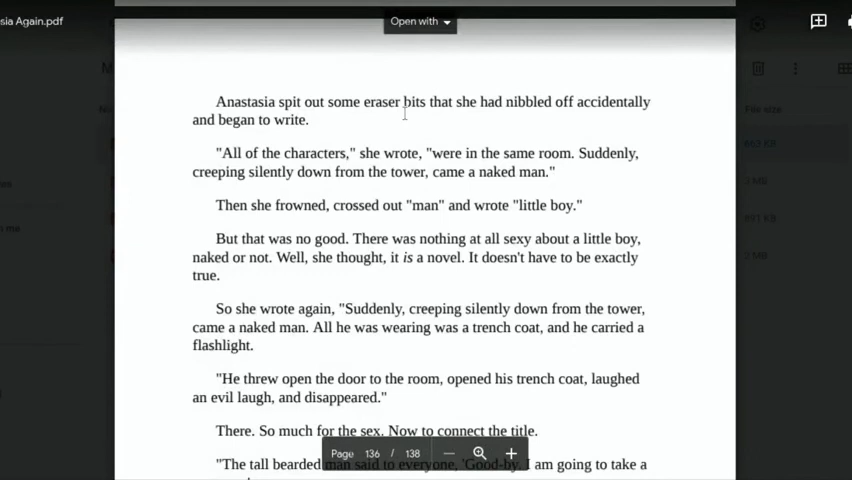 sia Again.pdf
Open with
Anastasia spit out some eraser bits that she had nibbled off accidentally
and began to write.
File size
"All of the characters," she wrote, "were in the same room. Suddenly,
creeping silently down from the tower, came a naked man."
2 MB
Then she frowned, crossed out "man" and wrote "little boy."
But that was no good. There was nothing at all sexy about a little boy,
naked or not. Well, she thought, it is a novel. It doesn't have to be exactly
true.
So she wrote again, "Suddenly, creeping silently down from the tower,
came a naked man. All he was wearing was a trench coat, and he carried a
flashlight.
"He threw open the door to the room, opened his trench coat, laughed
an evil laugh, and disappeared."
There. So much for the sex. Now to connect the title.
Page 136 / 138
"The tall bearded man said to everyone, 'Good-by. I am going to take a